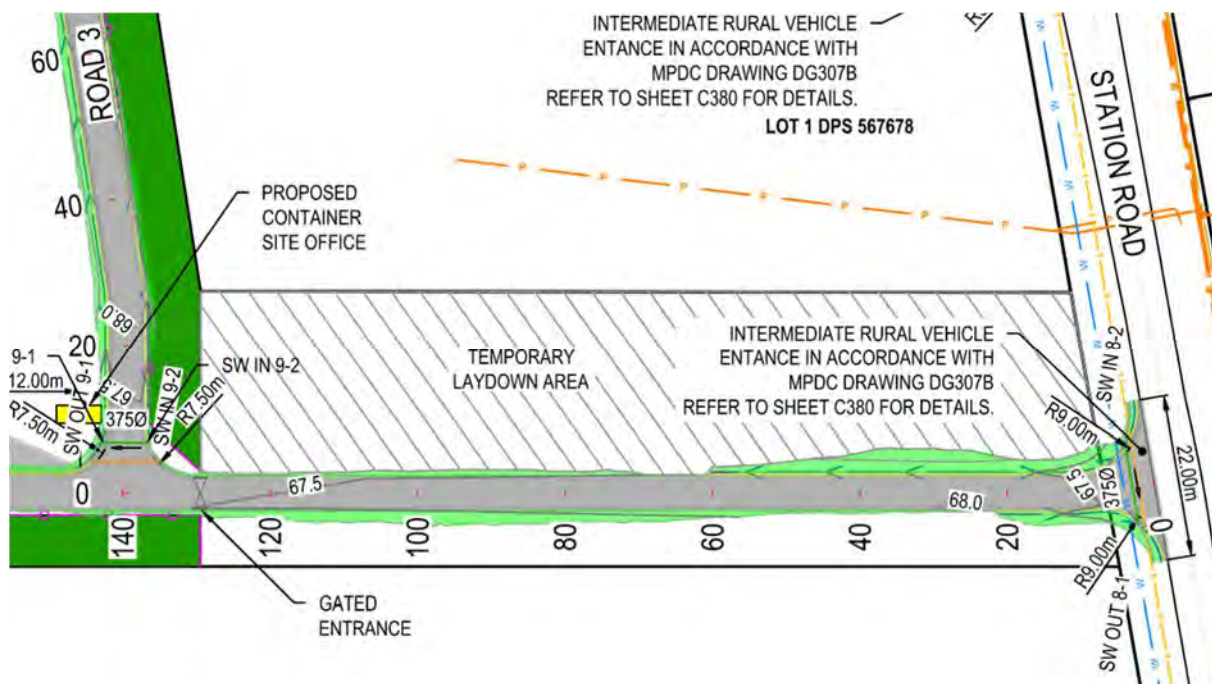 INTERMEDIATE RURAL VEHICLE
ENTANCE IN ACCORDANCE WITH
MPDC DRAWING DG307B
REFER TO SHEET C380 FOR DETAILS.
LOT 1 DPS 567678
60
ROAD 3
STATION ROAD
PROPOSED
CONTAINER
SITE OFFICE
40
P P P P P P P
68.0
20
9-1
12.00m
R7.50m
SW OUT 9-1
67.5
375Ø
SW IN 9-2
R7.50m
SW IN 9-2
TEMPORARY
LAYDOWN AREA
INTERMEDIATE RURAL VEHICLE
ENTANCE IN ACCORDANCE WITH
MPDC DRAWING DG307B
REFER TO SHEET C380 FOR DETAILS.
SW IN 8-2
R9.00m
22.00m
67.5
375Ø
0
67.5
68.0
0
140
120
100
80
60
40
20
R9.00m
SW OUT 8-1
GATED
ENTRANCE
W W W W